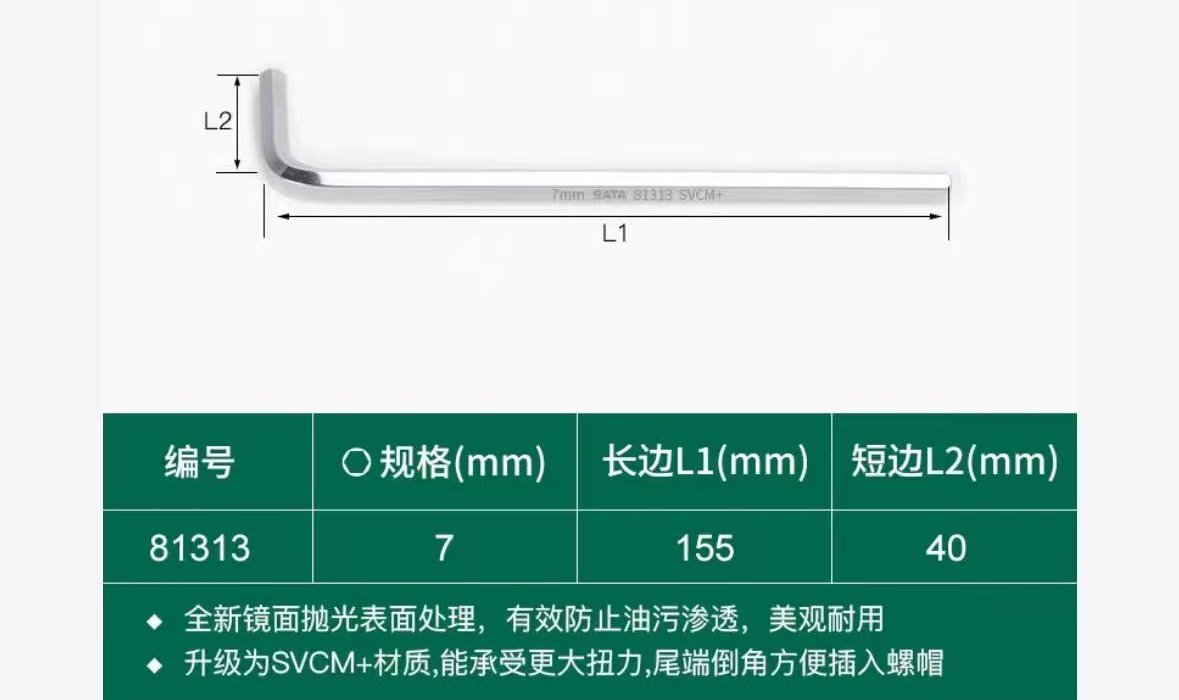 L2
7mm SATA 81313 SVCM+
L1
编号 规格(mm) 长边L1(mm) 短边L2(mm)
81313 7 155 40
全新镜面抛光表面处理，有效防止油污渗透，美观耐用
升级为SVCM+材质,能承受更大扭力,尾端倒角方便插入螺帽